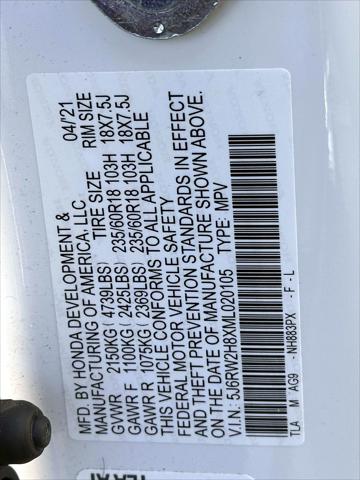 MFD. BY HONDA DEVELOPMENT & 04/21
MANUFACTURING OF AMERICA, LLC
TIRE SIZE RIM SIZE
GVWR 2150KG (4739LBS) 235/60R18 103H 18X7.5J
GAWR F 1100KG (2425LBS) 235/60R18 103H 18X7.5J
GAWR R 1075KG (2369LBS)
THIS VEHICLE CONFORMS TO ALL APPLICABLE
FEDERAL MOTOR VEHICLE SAFETY
AND THEFT PREVENTION STANDARDS IN EFFECT
ON THE DATE OF MANUFACTURE SHOWN ABOVE.
V.I.N: 5J6RW2H8XML020105 TYPE: MPV
TLA M AG9 -NH883PX -F -L